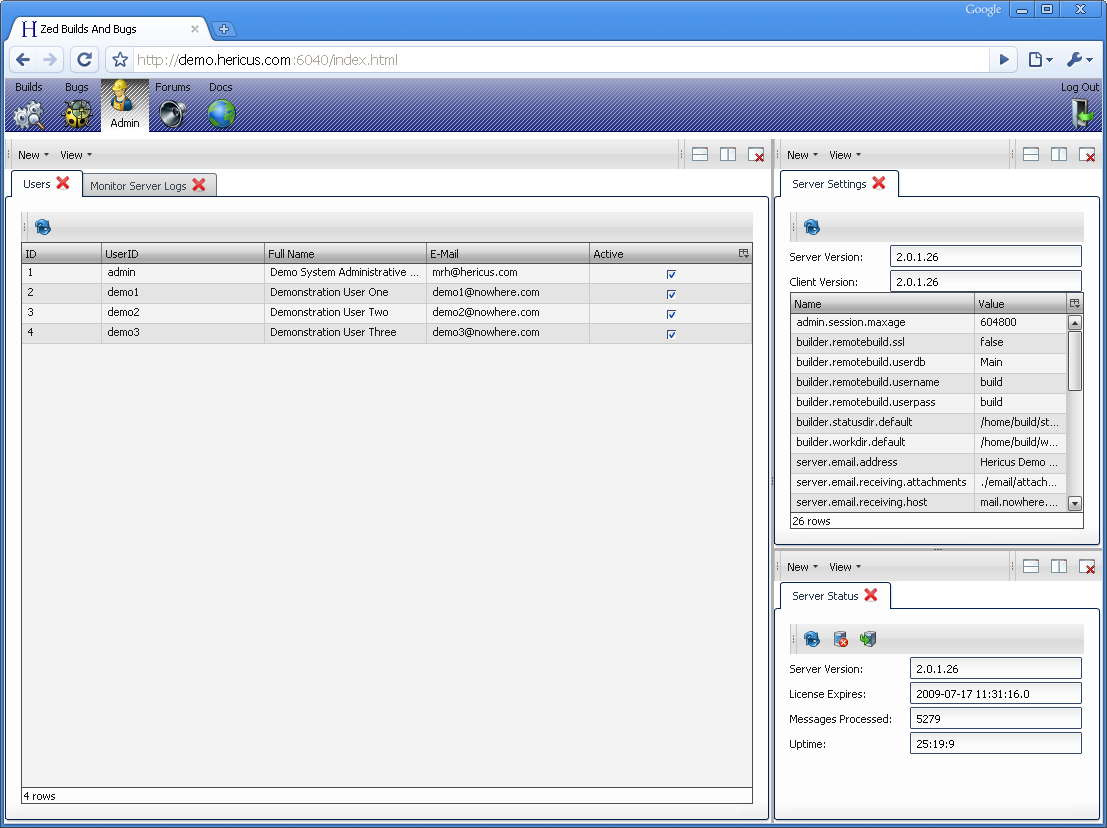 Google
Zed Builds And Bugs
http://demo.hericus.com:6040/index.html
Builds Bugs Admin Forums Docs Log Out
New View
Users Monitor Server Logs
ID UserID Full Name E-Mail Active
1 admin Demo System Administrative ... mrh@hericus.com
2 demo1 Demonstration User One demo1@nowhere.com
3 demo2 Demonstration User Two demo2@nowhere.com
4 demo3 Demonstration User Three demo3@nowhere.com
4 rows
New View
Server Settings
Server Version: 2.0.1.26
Client Version: 2.0.1.26
Name Value
admin.session.maxage 604800
builder.remotebuild.ssl false
builder.remotebuild.userdb Main
builder.remotebuild.username build
builder.remotebuild.userpass build
builder.statusdir.default /home/build/st...
builder.workdir.default /home/build/w...
server.email.address Hericus Demo ...
server.email.receiving.attachments ./email/attach...
server.email.receiving.host mail.nowhere....
26 rows
New View
Server Status
Server Version: 2.0.1.26
License Expires: 2009-07-17 11:31:16.0
Messages Processed: 5279
Uptime: 25:19:9